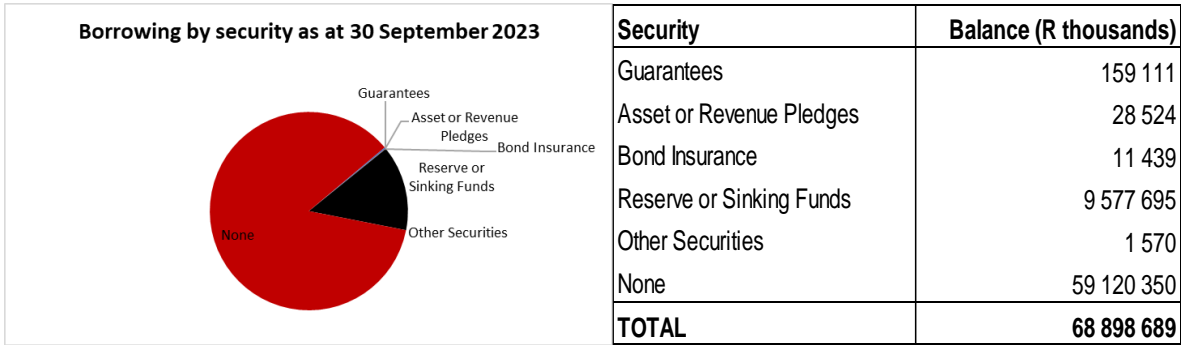 Borrowing by security as at 30 September 2023
Guarantees
Asset or Revenue
Pledges
Bond Insurance
Reserve or
Sinking Funds
Other Securities
None
Security Balance (R thousands)
Guarantees 159 111
Asset or Revenue Pledges 28 524
Bond Insurance 11 439
Reserve or Sinking Funds 9 577 695
Other Securities 1 570
None 59 120 350
TOTAL 68 898 689